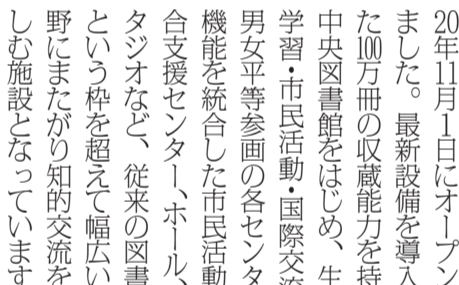 20年11月1日にオープン
ました。最新設備を導入
た100万冊の収蔵能力を持
中央図書館をはじめ、生
学習・市民活動・国際交流
男女平等参画の各センタ
機能を統合した市民活動
合支援センター、ホール、
タジオなど、従来の図書
という枠を超えて幅広い
野にまたがり知的交流を
しむ施設となっています